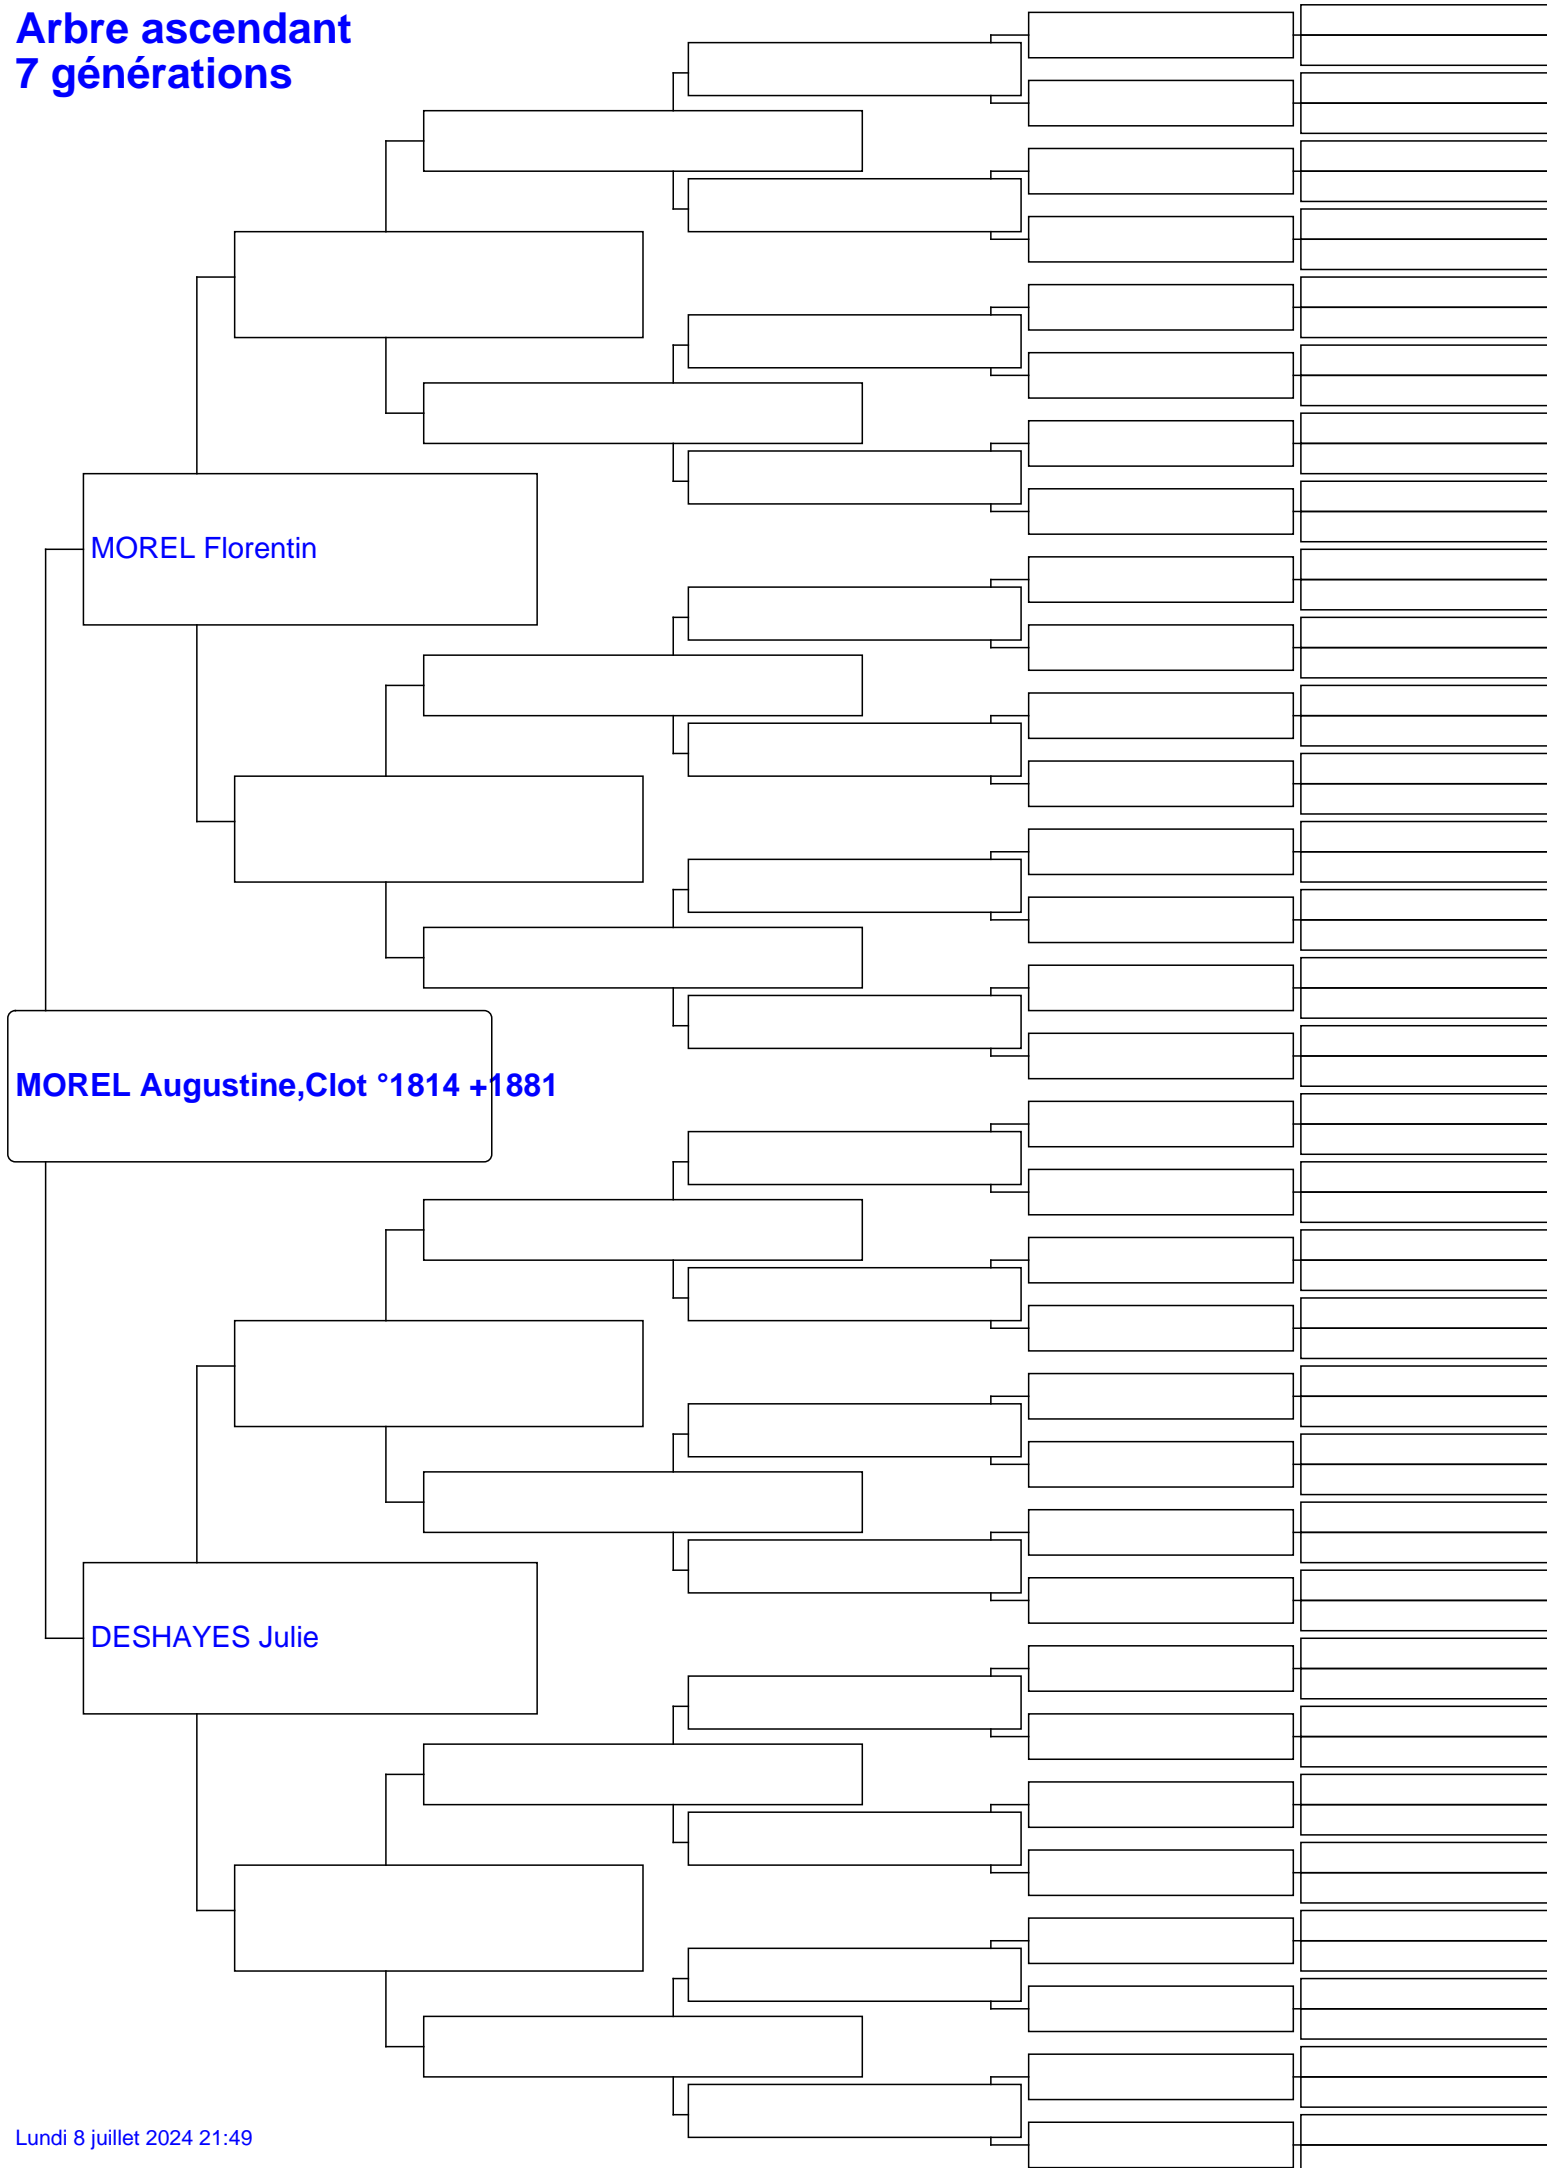 Arbre ascendant
7 générations
MOREL Florentin
MOREL Augustine,Clot °1814 +1881
DESHAYES Julie
Lundi 8 juillet 2024 21:49